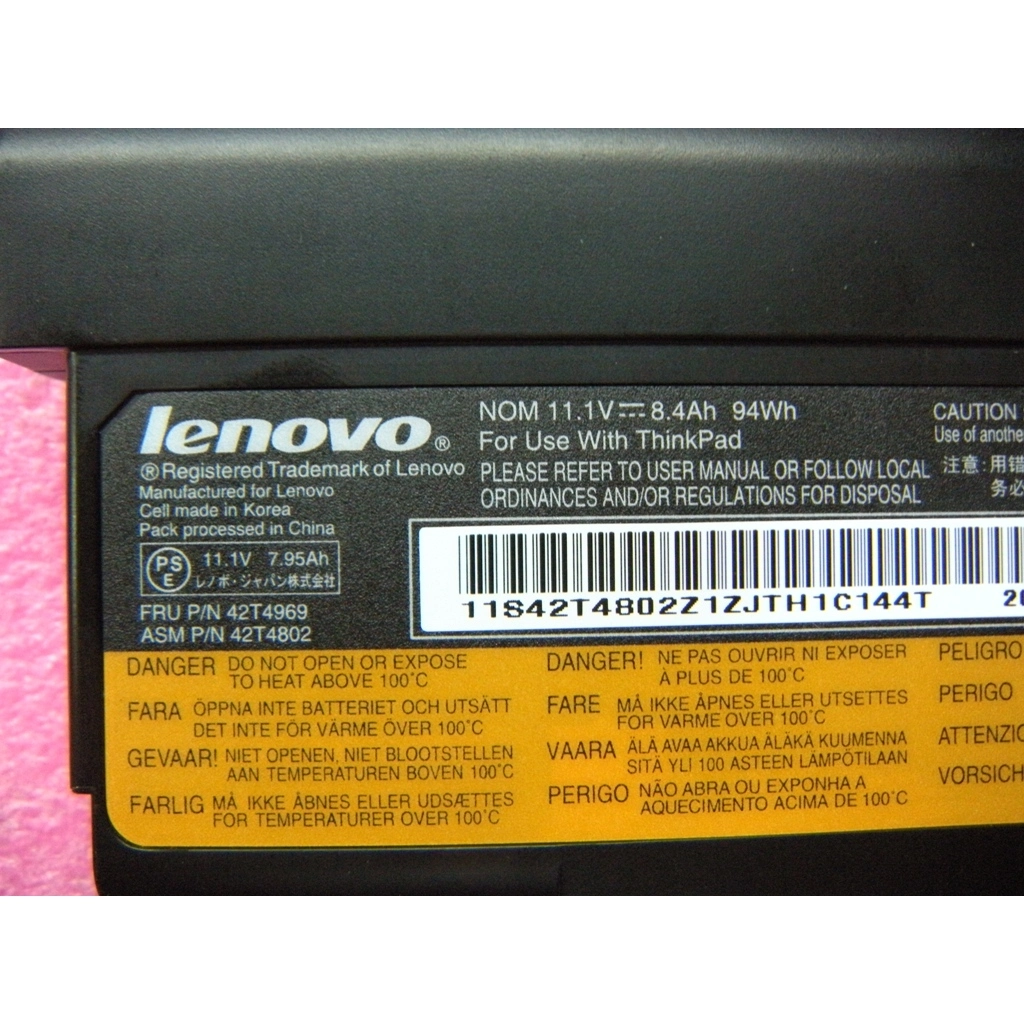 lenovo®
® Registered Trademark of Lenovo
Manufactured for Lenovo
Cell made in Korea
Pack processed in China
PS E 11.1V 7.95Ah
レノボ・ジャパン株式会社
FRU P/N 42T4969
ASM P/N 42T4802
NOM 11.1V⎓8.4Ah 94Wh
For Use With ThinkPad
PLEASE REFER TO USER MANUAL OR FOLLOW LOCAL
ORDINANCES AND/OR REGULATIONS FOR DISPOSAL
CAUTION
Use of anothe
注意:用错
务必
11S42T4802Z1ZJTH1C144T 20
DANGER DO NOT OPEN OR EXPOSE
TO HEAT ABOVE 100°C
FARA ÖPPNA INTE BATTERIET OCH UTSÄTT
DET INTE FÖR VÄRME ÖVER 100°C
GEVAAR! NIET OPENEN, NIET BLOOTSTELLEN
AAN TEMPERATUREN BOVEN 100°C
FARLIG MÅ IKKE ÅBNES ELLER UDSÆTTES
FOR TEMPERATURER OVER 100°C
DANGER! NE PAS OUVRIR NI EXPOSER
À PLUS DE 100°C
FARE MÅ IKKE ÅPNES ELLER UTSETTES
FOR VARME OVER 100°C
VAARA ÄLÄ AVAA AKKUA ÄLÄKÄ KUUMENNA
SITÄ YLI 100 ASTEEN LÄMPÖTILAAN
PERIGO NÃO ABRA OU EXPONHA A
AQUECIMENTO ACIMA DE 100°C
PELIGRO
PERIGO
ATTENZIO
VORSICH